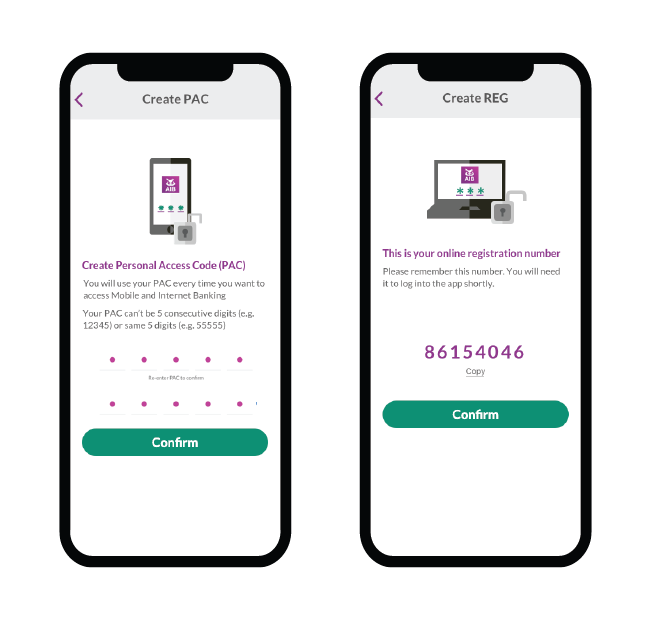 Create PAC
AIB
Create Personal Access Code (PAC)
You will use your PAC every time you want to
access Mobile and Internet Banking
Your PAC can't be 5 consecutive digits (e.g.
12345) or same 5 digits (e.g. 55555)
Re-enter PAC to confirm
Confirm
Create REG
AIB
***
This is your online registration number
Please remember this number. You will need
it to log into the app shortly.
86154046
Copy
Confirm